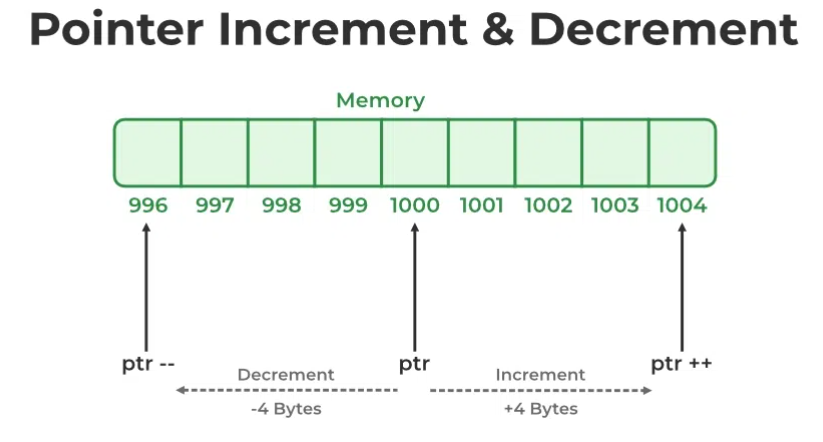 Pointer Increment & Decrement
Memory
996 997 998 999 1000 1001 1002 1003 1004
ptr -- ptr ptr ++
Decrement Increment
-4 Bytes +4 Bytes